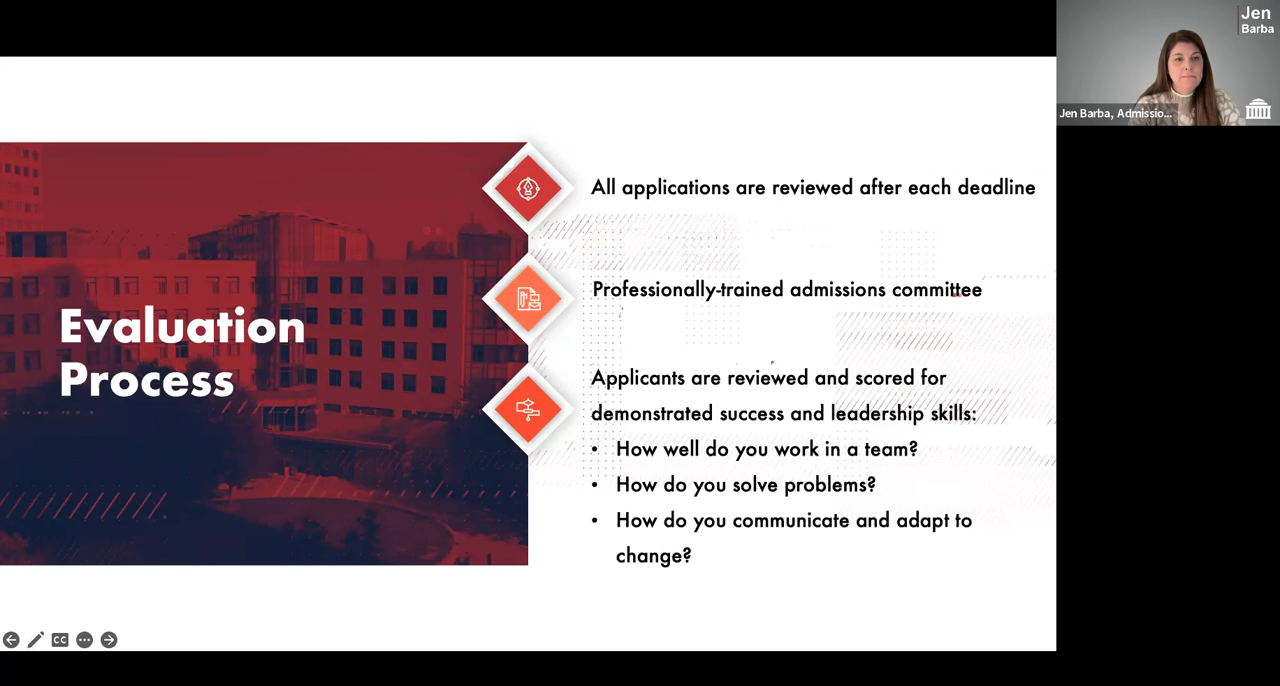 Jen
Barba
Jen Barba, Admissio...
Evaluation
Process
All applications are reviewed after each deadline
Professionally-trained admissions committee
Applicants are reviewed and scored for
demonstrated success and leadership skills:
• How well do you work in a team?
• How do you solve problems?
• How do you communicate and adapt to
change?
CC